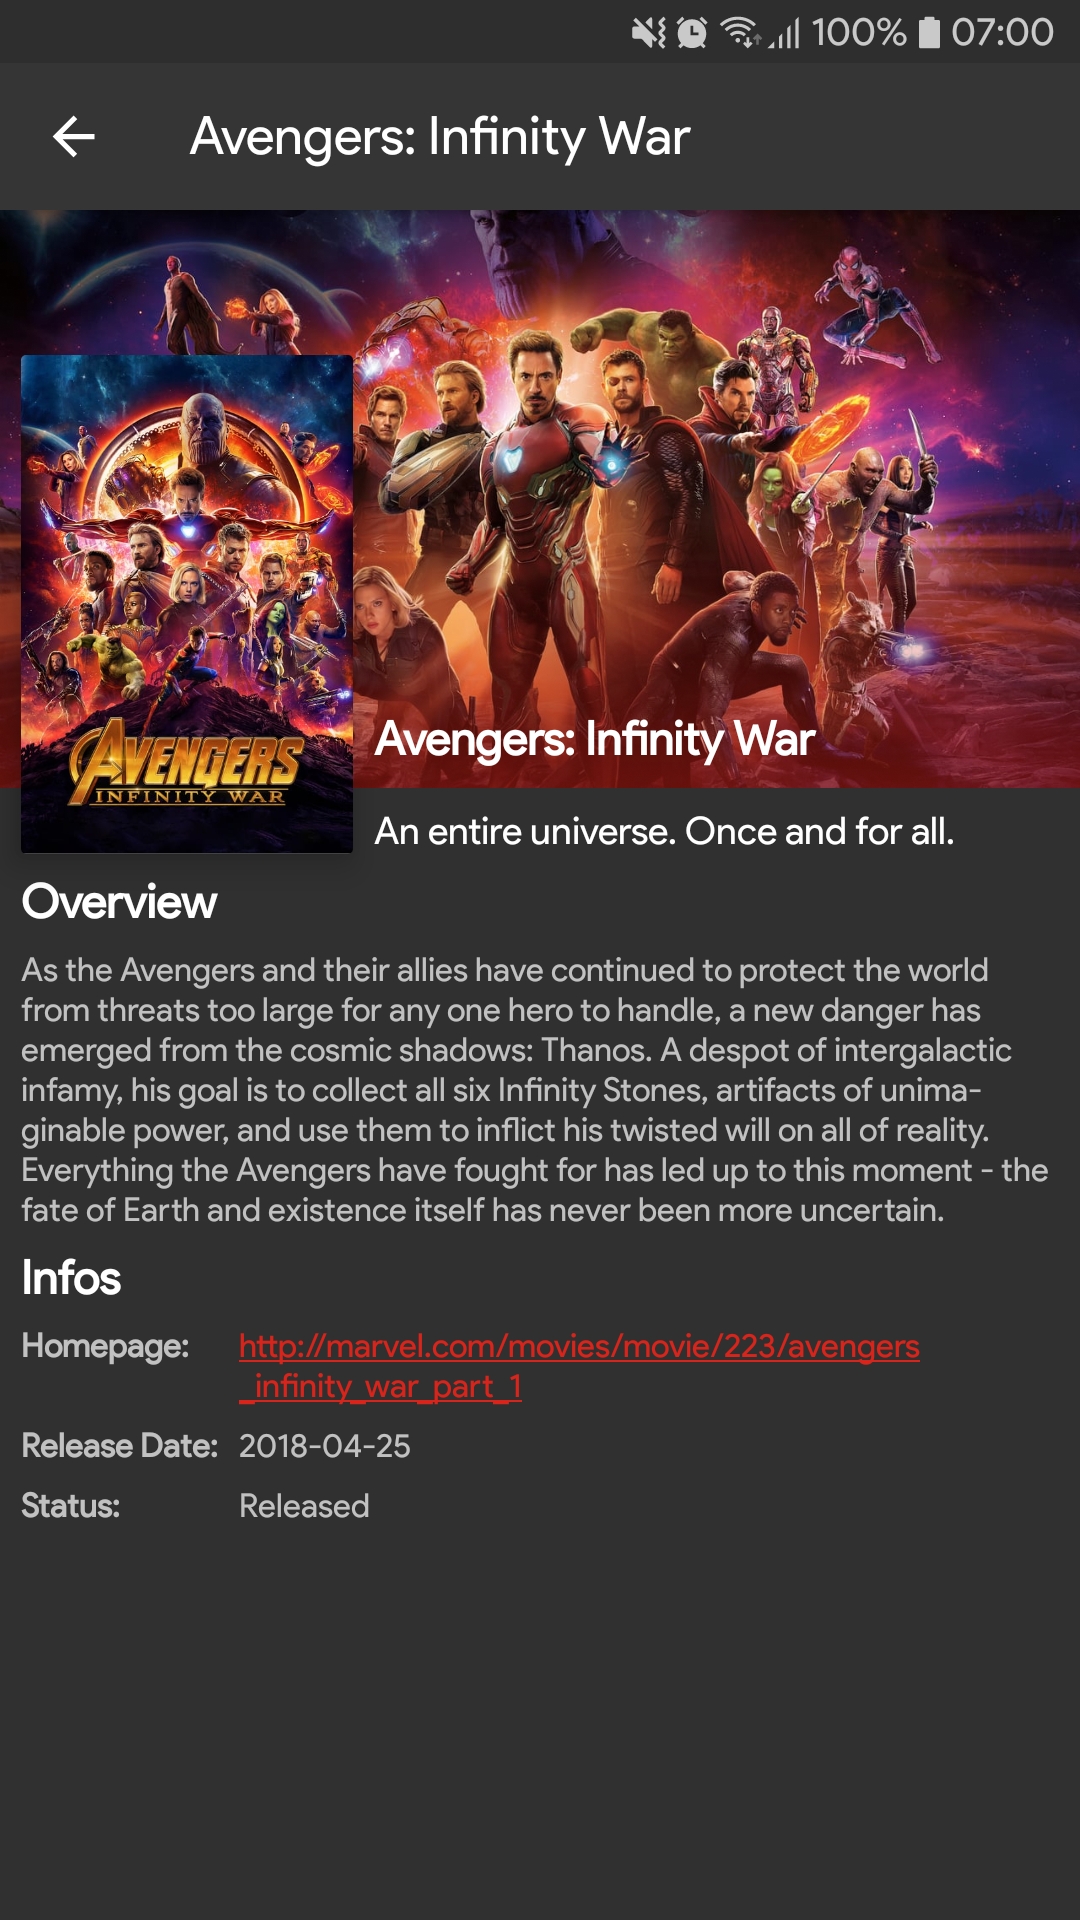 100% 07:00
Avengers: Infinity War
AVENGERS
INFINITY WAR
Avengers: Infinity War
An entire universe. Once and for all.
Overview
As the Avengers and their allies have continued to protect the world
from threats too large for any one hero to handle, a new danger has
emerged from the cosmic shadows: Thanos. A despot of intergalactic
infamy, his goal is to collect all six Infinity Stones, artifacts of unima-
ginable power, and use them to inflict his twisted will on all of reality.
Everything the Avengers have fought for has led up to this moment - the
fate of Earth and existence itself has never been more uncertain.
Infos
Homepage: http://marvel.com/movies/movie/223/avengers
_infinity_war_part_1
Release Date: 2018-04-25
Status: Released